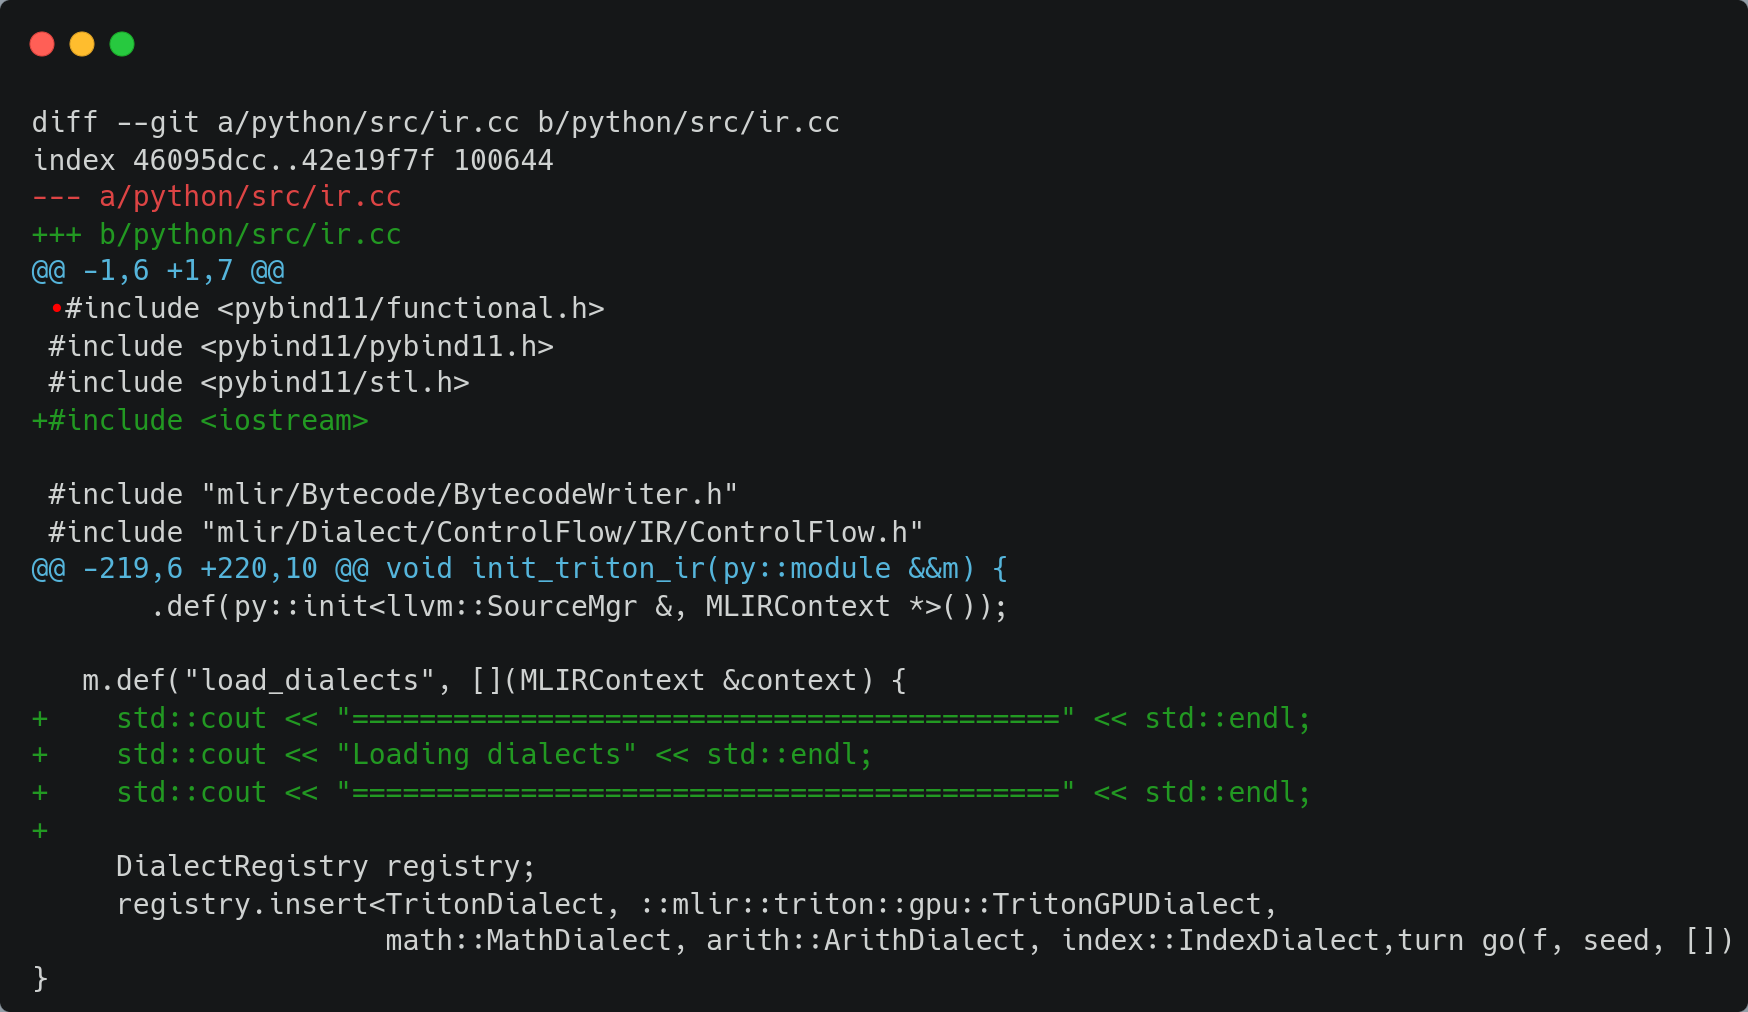 diff --git a/python/src/ir.cc b/python/src/ir.cc
index 46095dcc..42e19f7f 100644
--- a/python/src/ir.cc
+++ b/python/src/ir.cc
@@ -1,6 +1,7 @@
 •#include <pybind11/functional.h>
 #include <pybind11/pybind11.h>
 #include <pybind11/stl.h>
+#include <iostream>

 #include "mlir/Bytecode/BytecodeWriter.h"
 #include "mlir/Dialect/ControlFlow/IR/ControlFlow.h"
@@ -219,6 +220,10 @@ void init_triton_ir(py::module &&m) {
       .def(py::init<llvm::SourceMgr &, MLIRContext *>());

   m.def("load_dialects", [](MLIRContext &context) {
+    std::cout << "==========================================" << std::endl;
+    std::cout << "Loading dialects" << std::endl;
+    std::cout << "==========================================" << std::endl;
+
     DialectRegistry registry;
     registry.insert<TritonDialect, ::mlir::triton::gpu::TritonGPUDialect,
                     math::MathDialect, arith::ArithDialect, index::IndexDialect,turn go(f, seed, [])
}